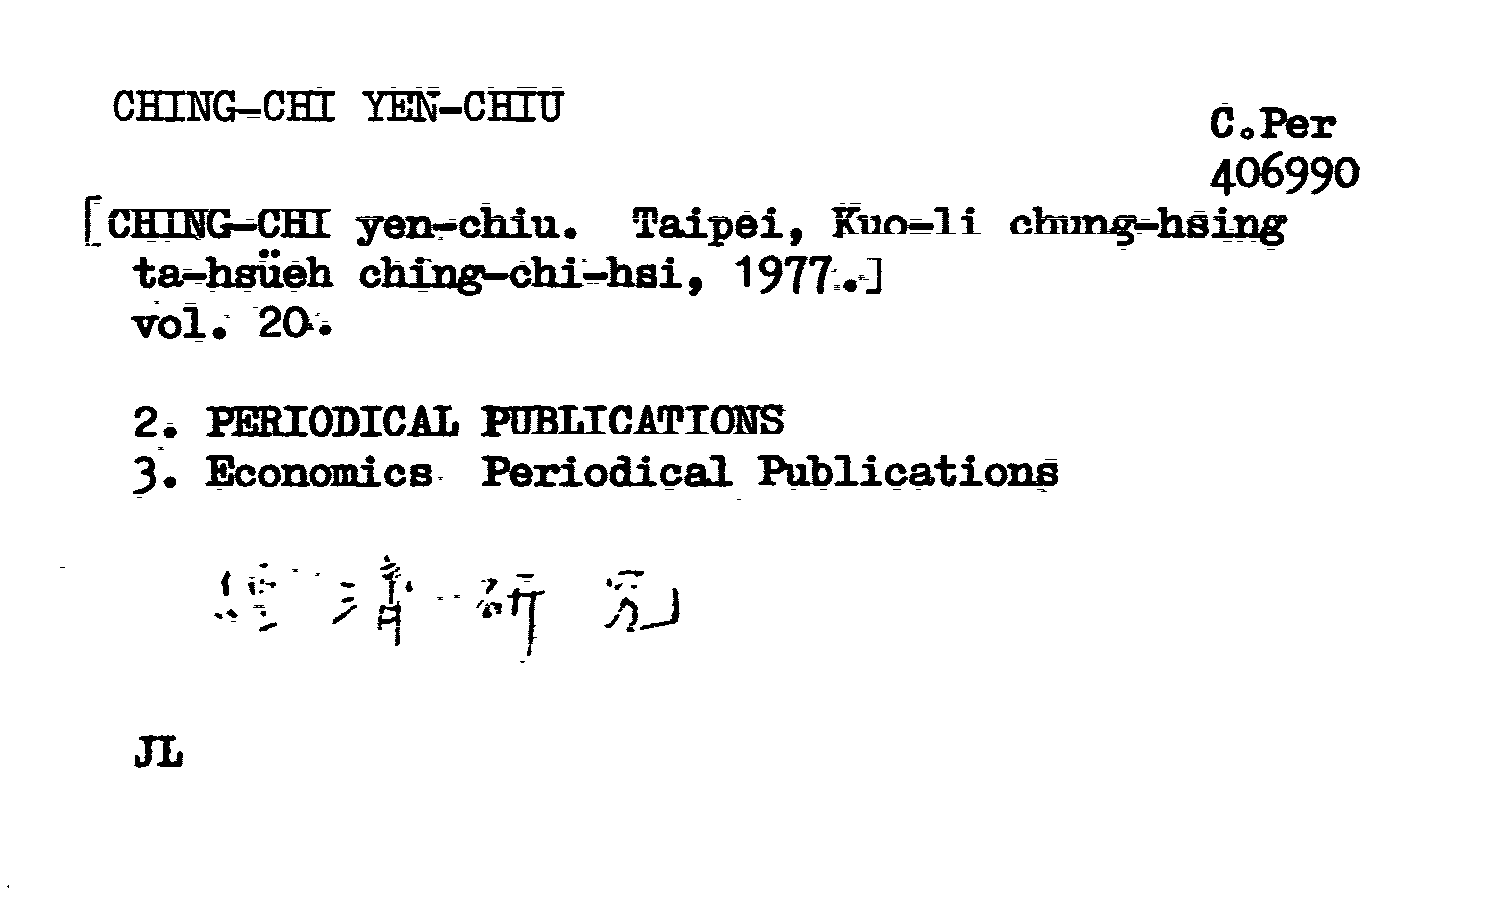 CHING-CHI YEN-CHIU
C.Per
406990
[CHING-CHI yen-chiu. Taipei, Kuo-li chung-hsing
ta-hsüeh ching-chi-hsi, 1977.]
vol. 20.
2. PERIODICAL PUBLICATIONS
3. Economics Periodical Publications
經濟研究
JL